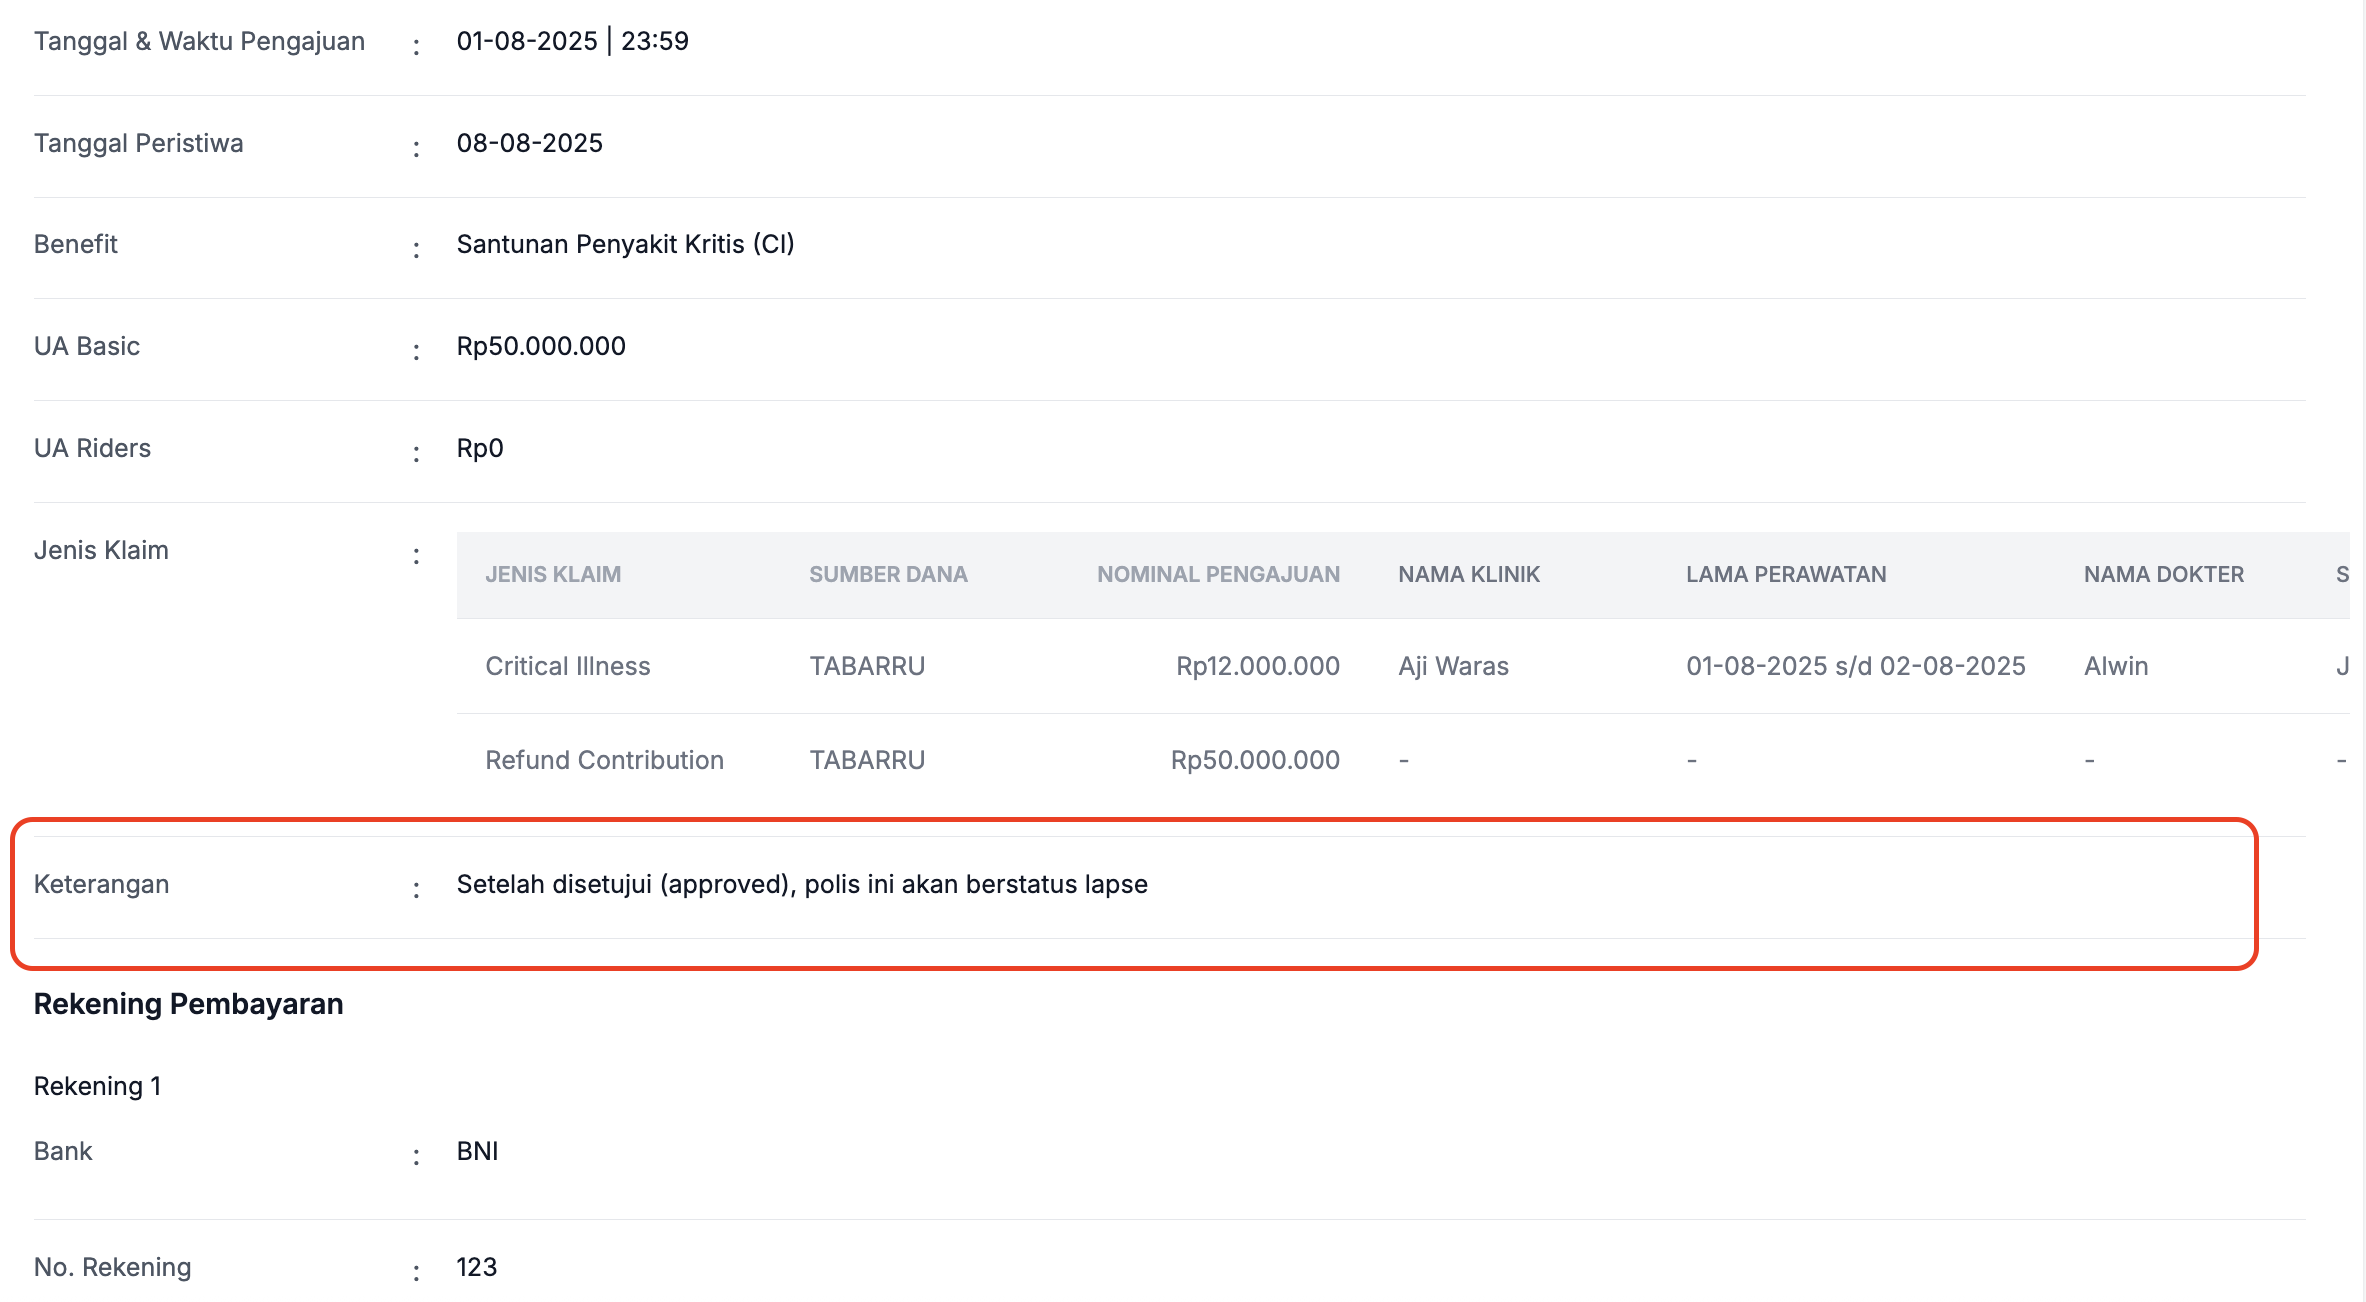 Tanggal & Waktu Pengajuan : 01-08-2025 | 23:59
Tanggal Peristiwa : 08-08-2025
Benefit : Santunan Penyakit Kritis (CI)
UA Basic : Rp50.000.000
UA Riders : Rp0
Jenis Klaim :
JENIS KLAIM SUMBER DANA NOMINAL PENGAJUAN NAMA KLINIK LAMA PERAWATAN NAMA DOKTER
Critical Illness TABARRU Rp12.000.000 Aji Waras 01-08-2025 s/d 02-08-2025 Alwin
Refund Contribution TABARRU Rp50.000.000 - - - -
Keterangan : Setelah disetujui (approved), polis ini akan berstatus lapse
Rekening Pembayaran
Rekening 1
Bank : BNI
No. Rekening : 123